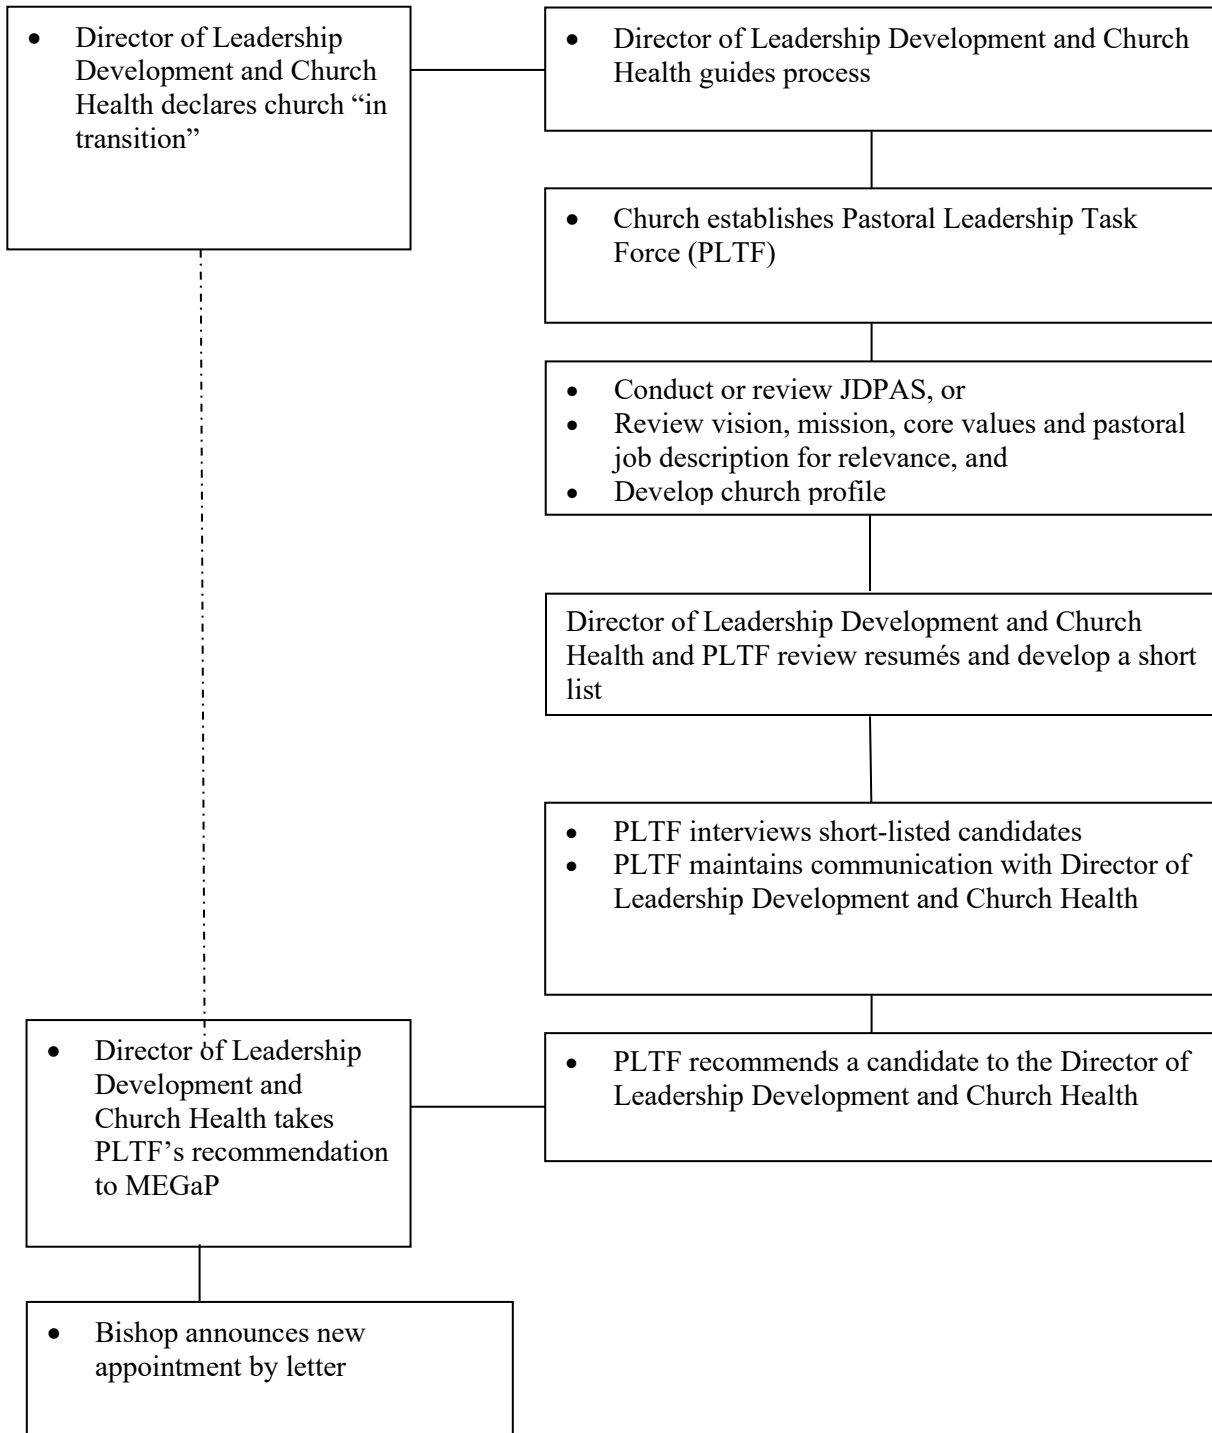 • Director of Leadership
Development and Church
Health declares church “in
transition”
• Director of Leadership Development and Church
Health guides process
• Church establishes Pastoral Leadership Task
Force (PLTF)
• Conduct or review JDPAS, or
• Review vision, mission, core values and pastoral
job description for relevance, and
• Develop church profile
Director of Leadership Development and Church
Health and PLTF review resumés and develop a short
list
• PLTF interviews short-listed candidates
• PLTF maintains communication with Director of
Leadership Development and Church Health
• PLTF recommends a candidate to the Director of
Leadership Development and Church Health
• Director of Leadership
Development and
Church Health takes
PLTF’s recommendation
to MEGaP
• Bishop announces new
appointment by letter